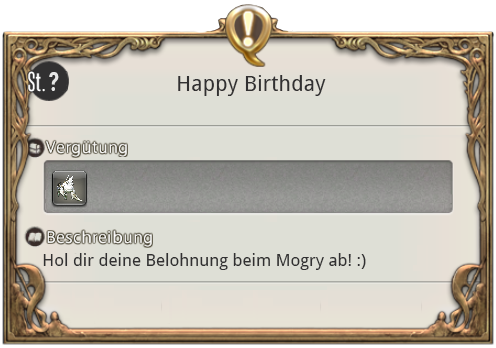 St. ?
Happy Birthday
Vergütung
Beschreibung
Hol dir deine Belohnung beim Mogry ab! :)